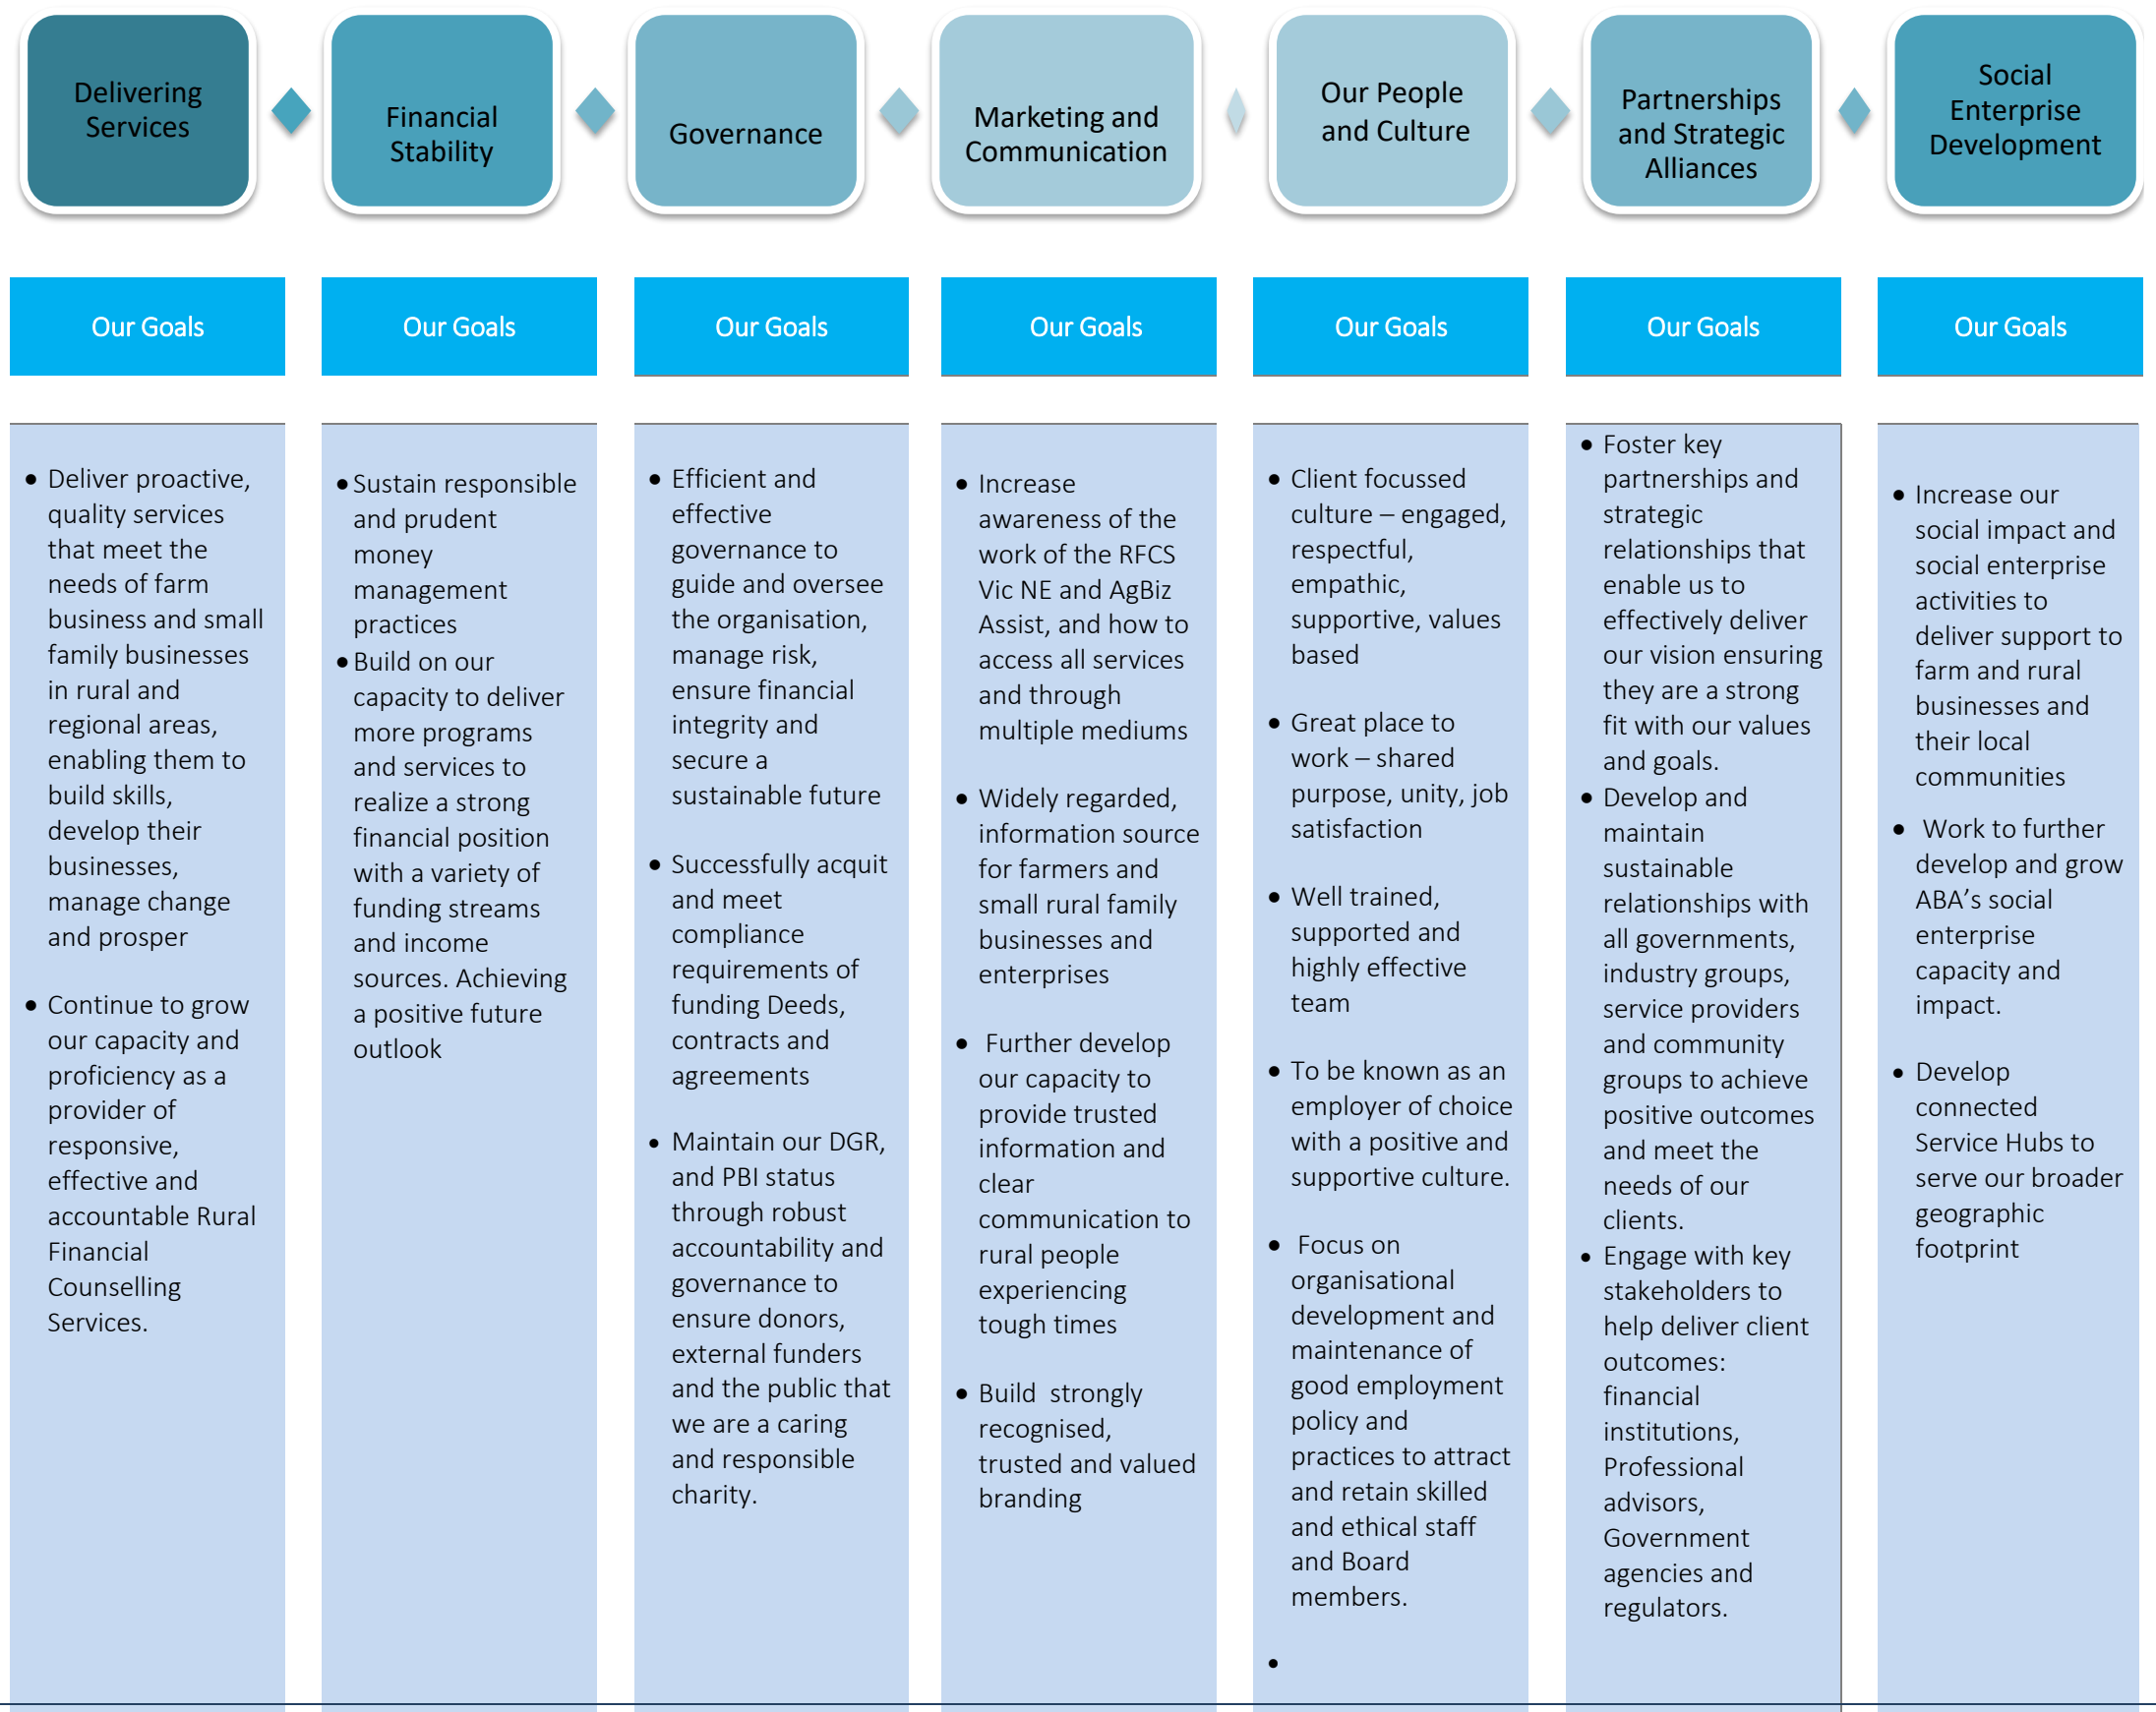 Delivering
Services
Financial
Stability
Governance
Marketing and
Communication
Our People
and Culture
Partnerships
and Strategic
Alliances
Social
Enterprise
Development
Our Goals
Our Goals
Our Goals
Our Goals
Our Goals
Our Goals
Our Goals
• Deliver proactive,
quality services
that meet the
needs of farm
business and small
family businesses
in rural and
regional areas,
enabling them to
build skills,
develop their
businesses,
manage change
and prosper
• Continue to grow
our capacity and
proficiency as a
provider of
responsive,
effective and
accountable Rural
Financial
Counselling
Services.
• Sustain responsible
and prudent
money
management
practices
• Build on our
capacity to deliver
more programs
and services to
realize a strong
financial position
with a variety of
funding streams
and income
sources. Achieving
a positive future
outlook
• Efficient and
effective
governance to
guide and oversee
the organisation,
manage risk,
ensure financial
integrity and
secure a
sustainable future
• Successfully acquit
and meet
compliance
requirements of
funding Deeds,
contracts and
agreements
• Maintain our DGR,
and PBI status
through robust
accountability and
governance to
ensure donors,
external funders
and the public that
we are a caring
and responsible
charity.
• Increase
awareness of the
work of the RFCS
Vic NE and AgBiz
Assist, and how to
access all services
and through
multiple mediums
• Widely regarded,
information source
for farmers and
small rural family
businesses and
enterprises
• Further develop
our capacity to
provide trusted
information and
clear
communication to
rural people
experiencing
tough times
• Build strongly
recognised,
trusted and valued
branding
• Client focussed
culture – engaged,
respectful,
empathic,
supportive, values
based
• Great place to
work – shared
purpose, unity, job
satisfaction
• Well trained,
supported and
highly effective
team
• To be known as an
employer of choice
with a positive and
supportive culture.
• Focus on
organisational
development and
maintenance of
good employment
policy and
practices to attract
and retain skilled
and ethical staff
and Board
members.
•
• Foster key
partnerships and
strategic
relationships that
enable us to
effectively deliver
our vision ensuring
they are a strong
fit with our values
and goals.
• Develop and
maintain
sustainable
relationships with
all governments,
industry groups,
service providers
and community
groups to achieve
positive outcomes
and meet the
needs of our
clients.
• Engage with key
stakeholders to
help deliver client
outcomes:
financial
institutions,
Professional
advisors,
Government
agencies and
regulators.
• Increase our
social impact and
social enterprise
activities to
deliver support to
farm and rural
businesses and
their local
communities
• Work to further
develop and grow
ABA’s social
enterprise
capacity and
impact.
• Develop
connected
Service Hubs to
serve our broader
geographic
footprint